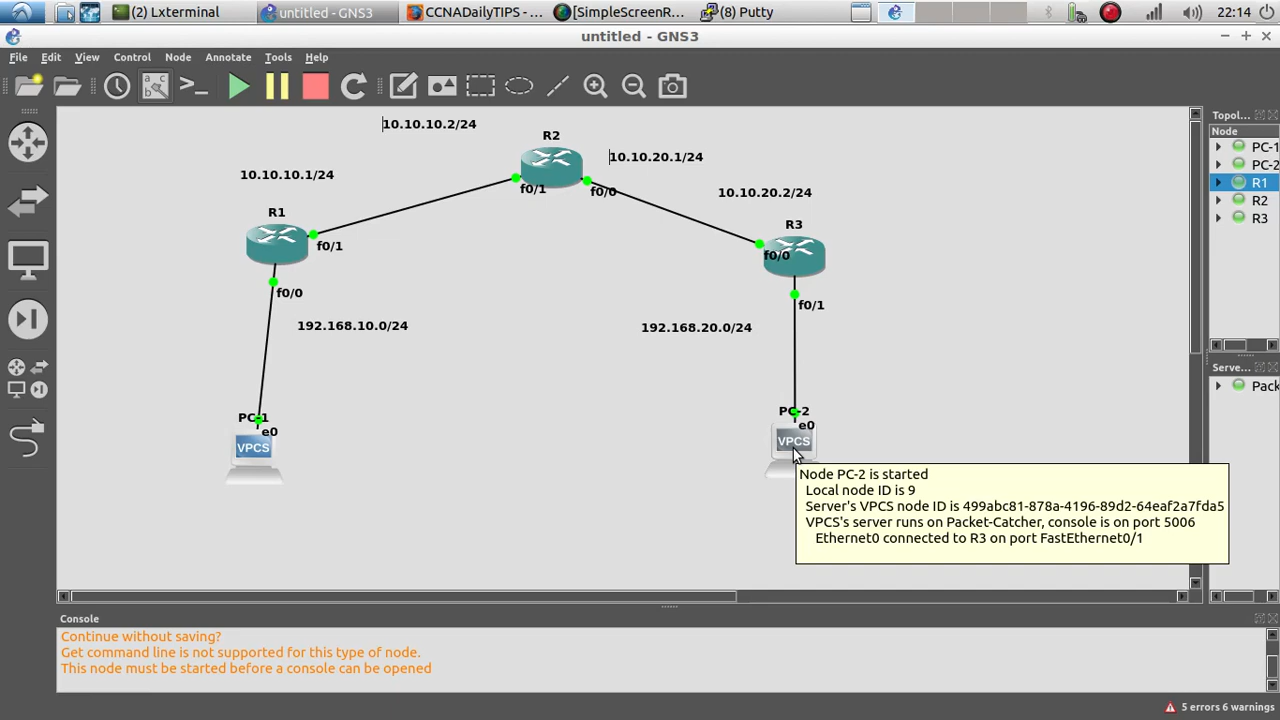 (2) Lxterminal
untitled - GNS3
CCNADailyTIPS - ...
[SimpleScreenR...
(8) Putty
22:14
untitled - GNS3
File Edit View Control Node Annotate Tools Help
10.10.10.2/24
R2
10.10.20.1/24
10.10.10.1/24
f0/1
f0/0
10.10.20.2/24
R1
R3
f0/1
f0/0
f0/0
f0/1
192.168.10.0/24
192.168.20.0/24
PC-1
e0
VPCS
PC-2
e0
VPCS
Node PC-2 is started
Local node ID is 9
Server's VPCS node ID is 499abc81-878a-4196-89d2-64eaf2a7fda5
VPCS's server runs on Packet-Catcher, console is on port 5006
Ethernet0 connected to R3 on port FastEthernet0/1
Topol...
Node
PC-1
PC-2
R1
R2
R3
Serve...
Pack
Console
Continue without saving?
Get command line is not supported for this type of node.
This node must be started before a console can be opened
5 errors 6 warnings